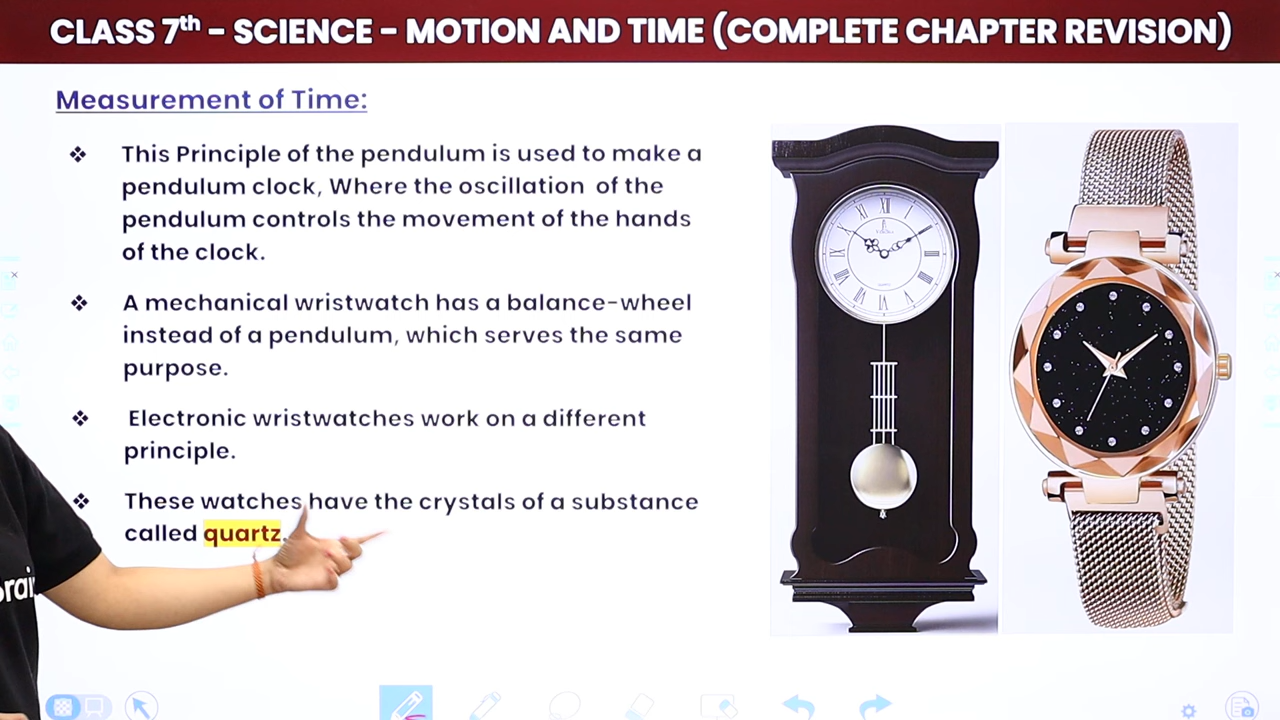 CLASS 7th – SCIENCE – MOTION AND TIME (COMPLETE CHAPTER REVISION)
Measurement of Time:
❖ This Principle of the pendulum is used to make a
pendulum clock, Where the oscillation of the
pendulum controls the movement of the hands
of the clock.
❖ A mechanical wristwatch has a balance-wheel
instead of a pendulum, which serves the same
purpose.
❖ Electronic wristwatches work on a different
principle.
❖ These watches have the crystals of a substance
called quartz.